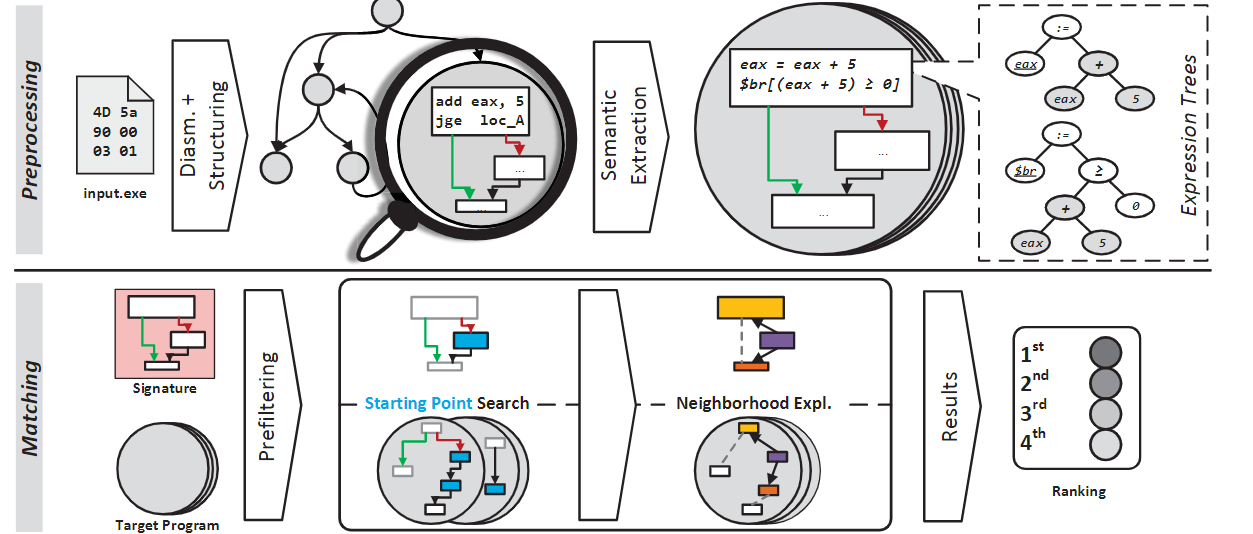 Preprocessing
4D 5a
90 00
03 01
input.exe
Diasm. +
Structuring
add eax, 5
jge loc_A
...
...
Semantic
Extraction
eax = eax + 5
$br[(eax + 5) ≥ 0]
...
...
:=
eax
+
eax
5
:=
$br
≥
+
0
eax
5
Expression Trees
Matching
Signature
Target Program
Prefiltering
Starting Point Search
Neighborhood Expl.
Results
1st
2nd
3rd
4th
Ranking